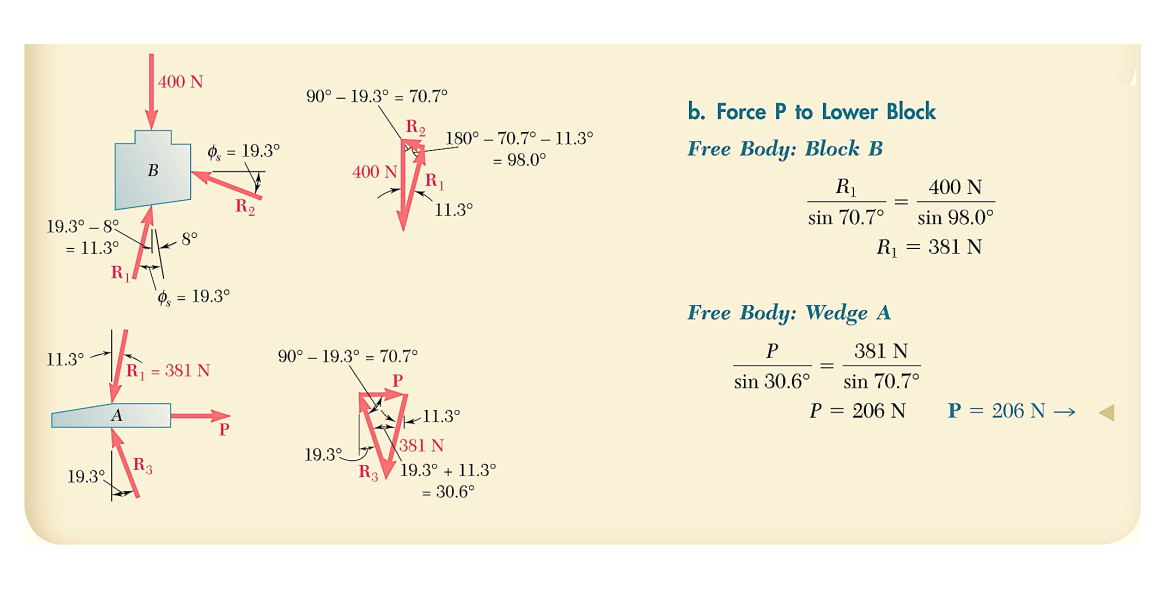 400 N
B
ϕs = 19.3°
R2
19.3° – 8°
= 11.3°
8°
R1
ϕs = 19.3°
90° – 19.3° = 70.7°
R2
180° – 70.7° – 11.3°
= 98.0°
400 N
R1
11.3°
b. Force P to Lower Block
Free Body: Block B
R1 / sin 70.7° = 400 N / sin 98.0°
R1 = 381 N
11.3°
R1 = 381 N
A
P
R3
19.3°
90° – 19.3° = 70.7°
P
11.3°
381 N
19.3°
R3
19.3° + 11.3°
= 30.6°
Free Body: Wedge A
P / sin 30.6° = 381 N / sin 70.7°
P = 206 N P = 206 N →